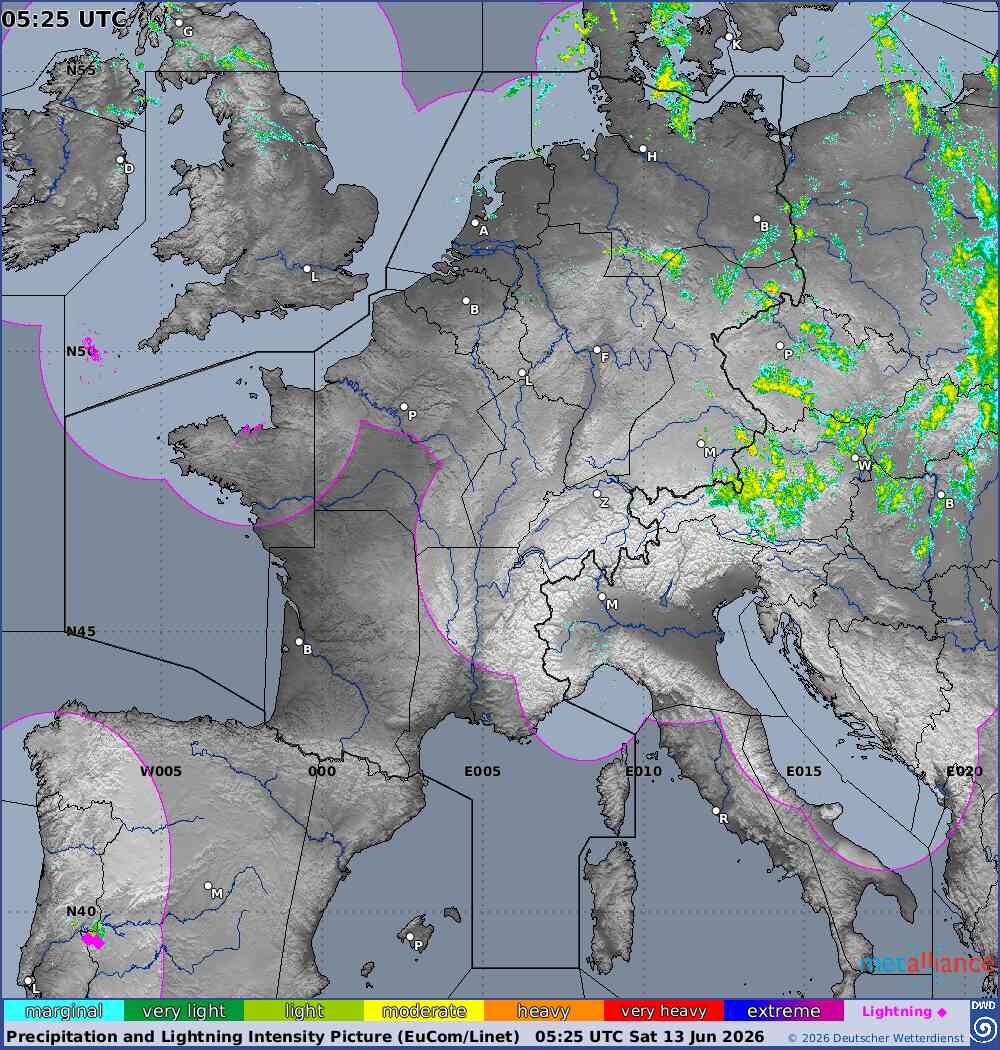 05:25 UTC
G
K
N55
D
H
A
B
L
B
N50
F
P
L
P
M
W
Z
B
M
N45
B
W005
000
E005
E010
E015
E020
R
M
N40
P
L
metalliance
marginal very light light moderate heavy very heavy extreme Lightning ◆ DWD
Precipitation and Lightning Intensity Picture (EuCom/Linet) 05:25 UTC Sat 13 Jun 2026 © 2026 Deutscher Wetterdienst